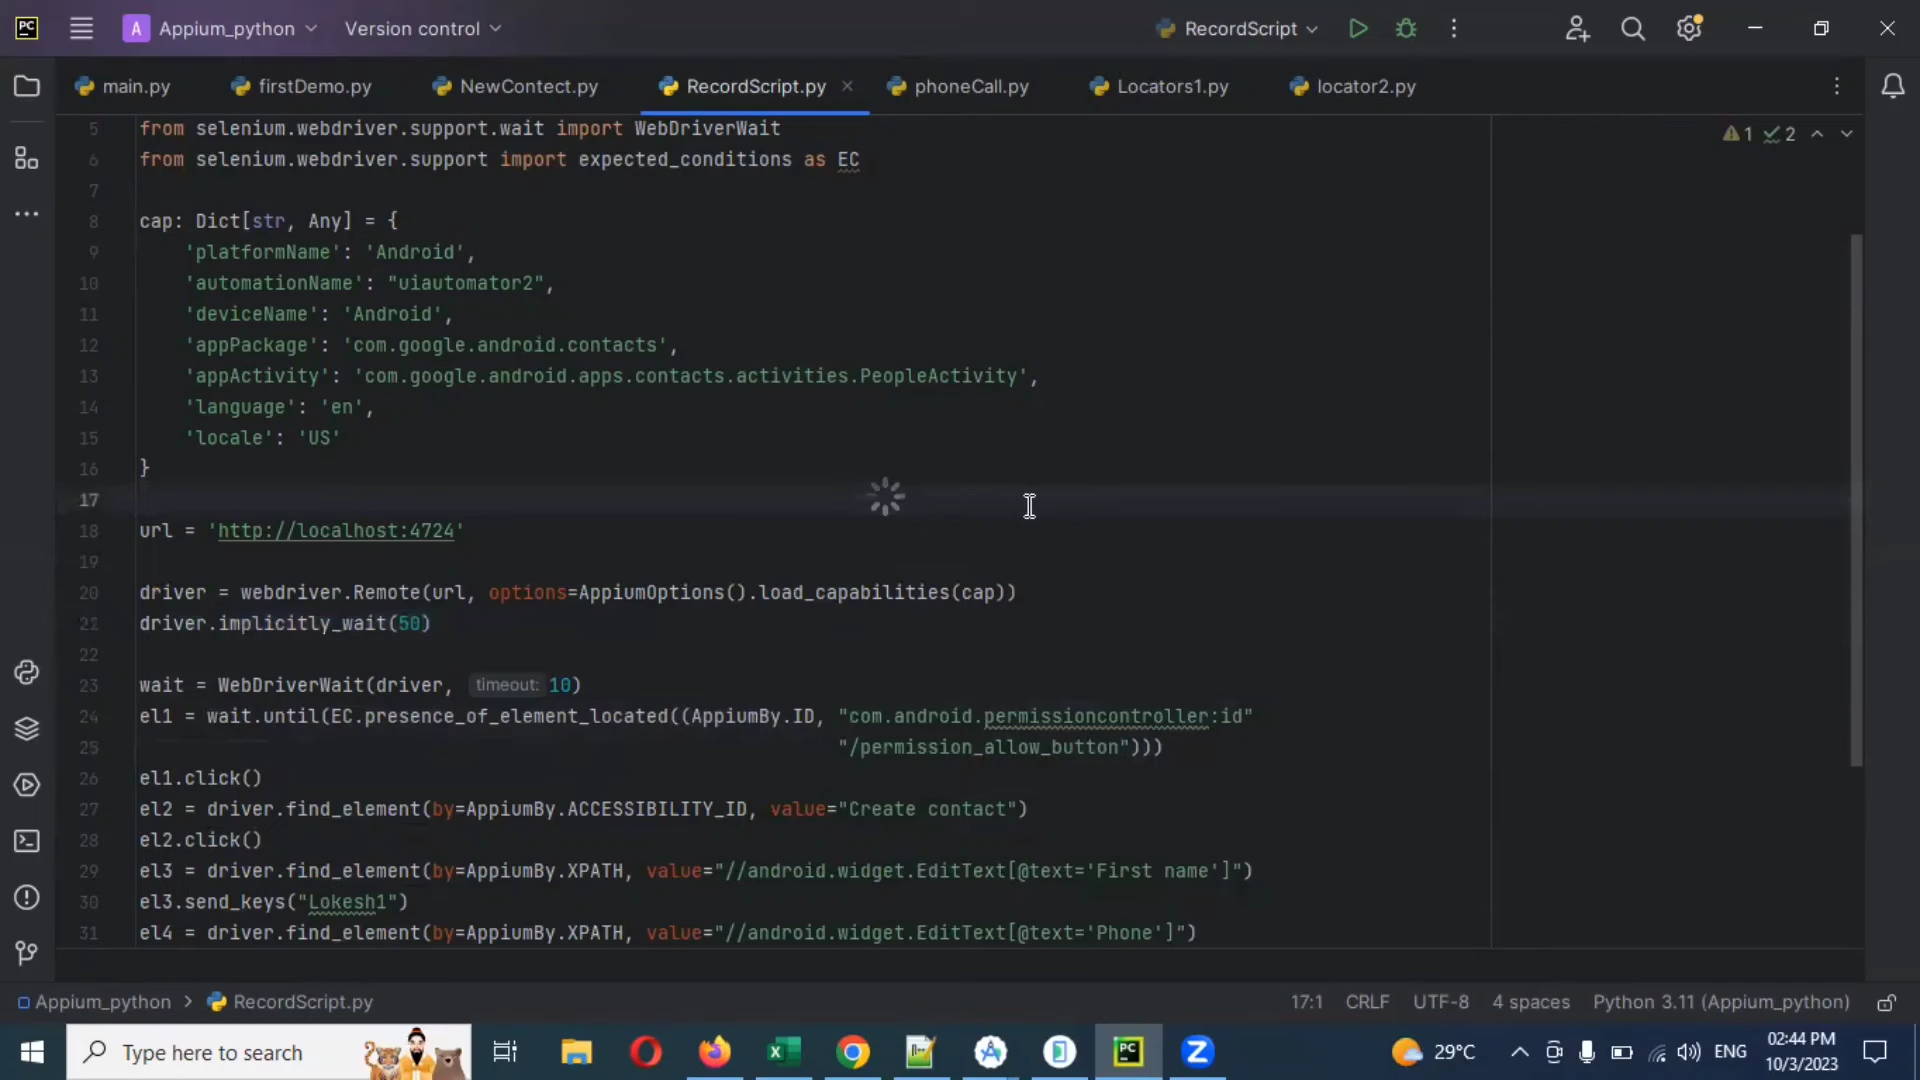 PC
A Appium_python
Version control
RecordScript
main.py
firstDemo.py
NewContect.py
RecordScript.py
phoneCall.py
Locators1.py
locator2.py
1 2
5 from selenium.webdriver.support.wait import WebDriverWait
6 from selenium.webdriver.support import expected_conditions as EC
7
8 cap: Dict[str, Any] = {
9 'platformName': 'Android',
10 'automationName': "uiautomator2",
11 'deviceName': 'Android',
12 'appPackage': 'com.google.android.contacts',
13 'appActivity': 'com.google.android.apps.contacts.activities.PeopleActivity',
14 'language': 'en',
15 'locale': 'US'
16 }
17
18 url = 'http://localhost:4724'
19
20 driver = webdriver.Remote(url, options=AppiumOptions().load_capabilities(cap))
21 driver.implicitly_wait(50)
22
23 wait = WebDriverWait(driver, timeout: 10)
24 el1 = wait.until(EC.presence_of_element_located((AppiumBy.ID, "com.android.permissioncontroller:id"
25 "/permission_allow_button")))
26 el1.click()
27 el2 = driver.find_element(by=AppiumBy.ACCESSIBILITY_ID, value="Create contact")
28 el2.click()
29 el3 = driver.find_element(by=AppiumBy.XPATH, value="//android.widget.EditText[@text='First name']")
30 el3.send_keys("Lokesh1")
31 el4 = driver.find_element(by=AppiumBy.XPATH, value="//android.widget.EditText[@text='Phone']")
Appium_python > RecordScript.py
17:1 CRLF UTF-8 4 spaces Python 3.11 (Appium_python)
Type here to search
PC
29°C
ENG
02:44 PM
10/3/2023